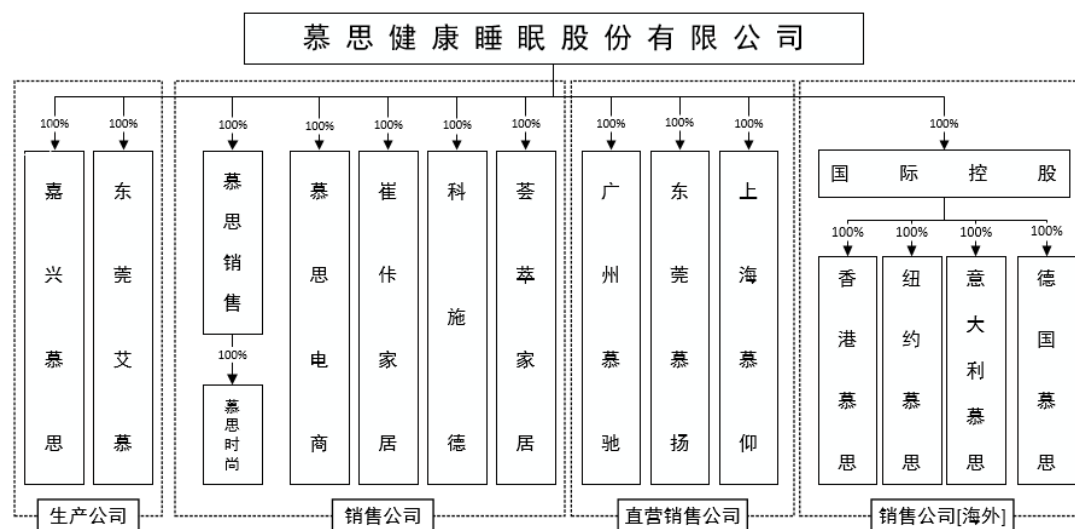 慕思健康睡眠股份有限公司
100%
100%
100%
100%
100%
100%
100%
100%
100%
100%
100%
嘉兴慕思
东莞艾慕
慕思销售
100%
慕思时尚
慕思电商
崔佧家居
科施德
荟萃家居
广州慕驰
东莞慕扬
上海慕仰
国际控股
100%
100%
100%
100%
香港慕思
纽约慕思
意大利慕思
德国慕思
生产公司
销售公司
直营销售公司
销售公司[海外]